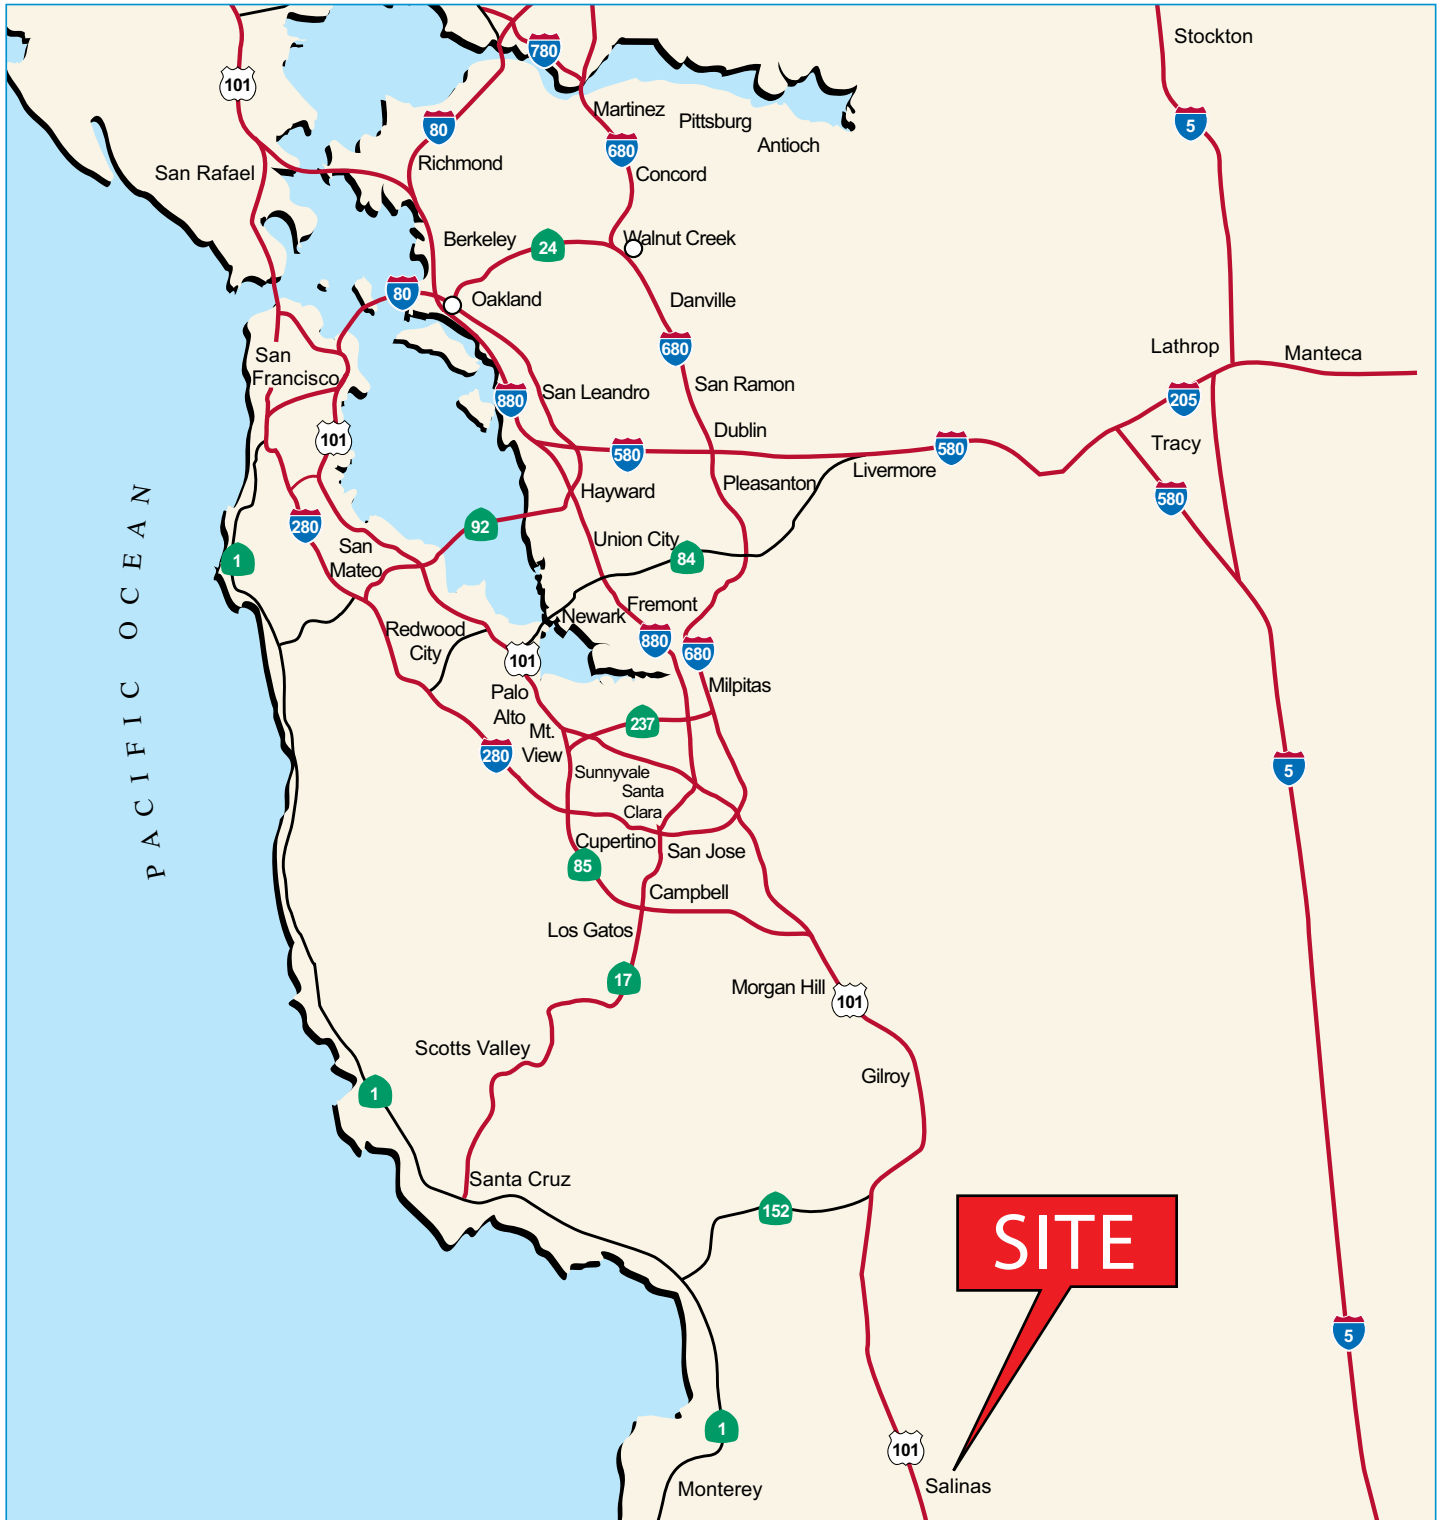 Stockton
780
101
Martinez
Pittsburg
80
5
Antioch
680
Richmond
San Rafael
Concord
Berkeley
24
Walnut Creek
80
Oakland
Danville
680
Lathrop
Manteca
San
Francisco
San Ramon
San Leandro
880
205
Dublin
101
Tracy
580
580
Livermore
Pleasanton
Hayward
580
280
92
Union City
San
Mateo
84
1
PACIFIC OCEAN
Fremont
Newark
Redwood
City
880
680
101
Milpitas
Palo
Alto
237
Mt.
View
280
Sunnyvale
5
Santa
Clara
Cupertino
San Jose
85
Campbell
Los Gatos
17
Morgan Hill
101
Scotts Valley
Gilroy
1
Santa Cruz
152
SITE
5
1
101
Salinas
Monterey